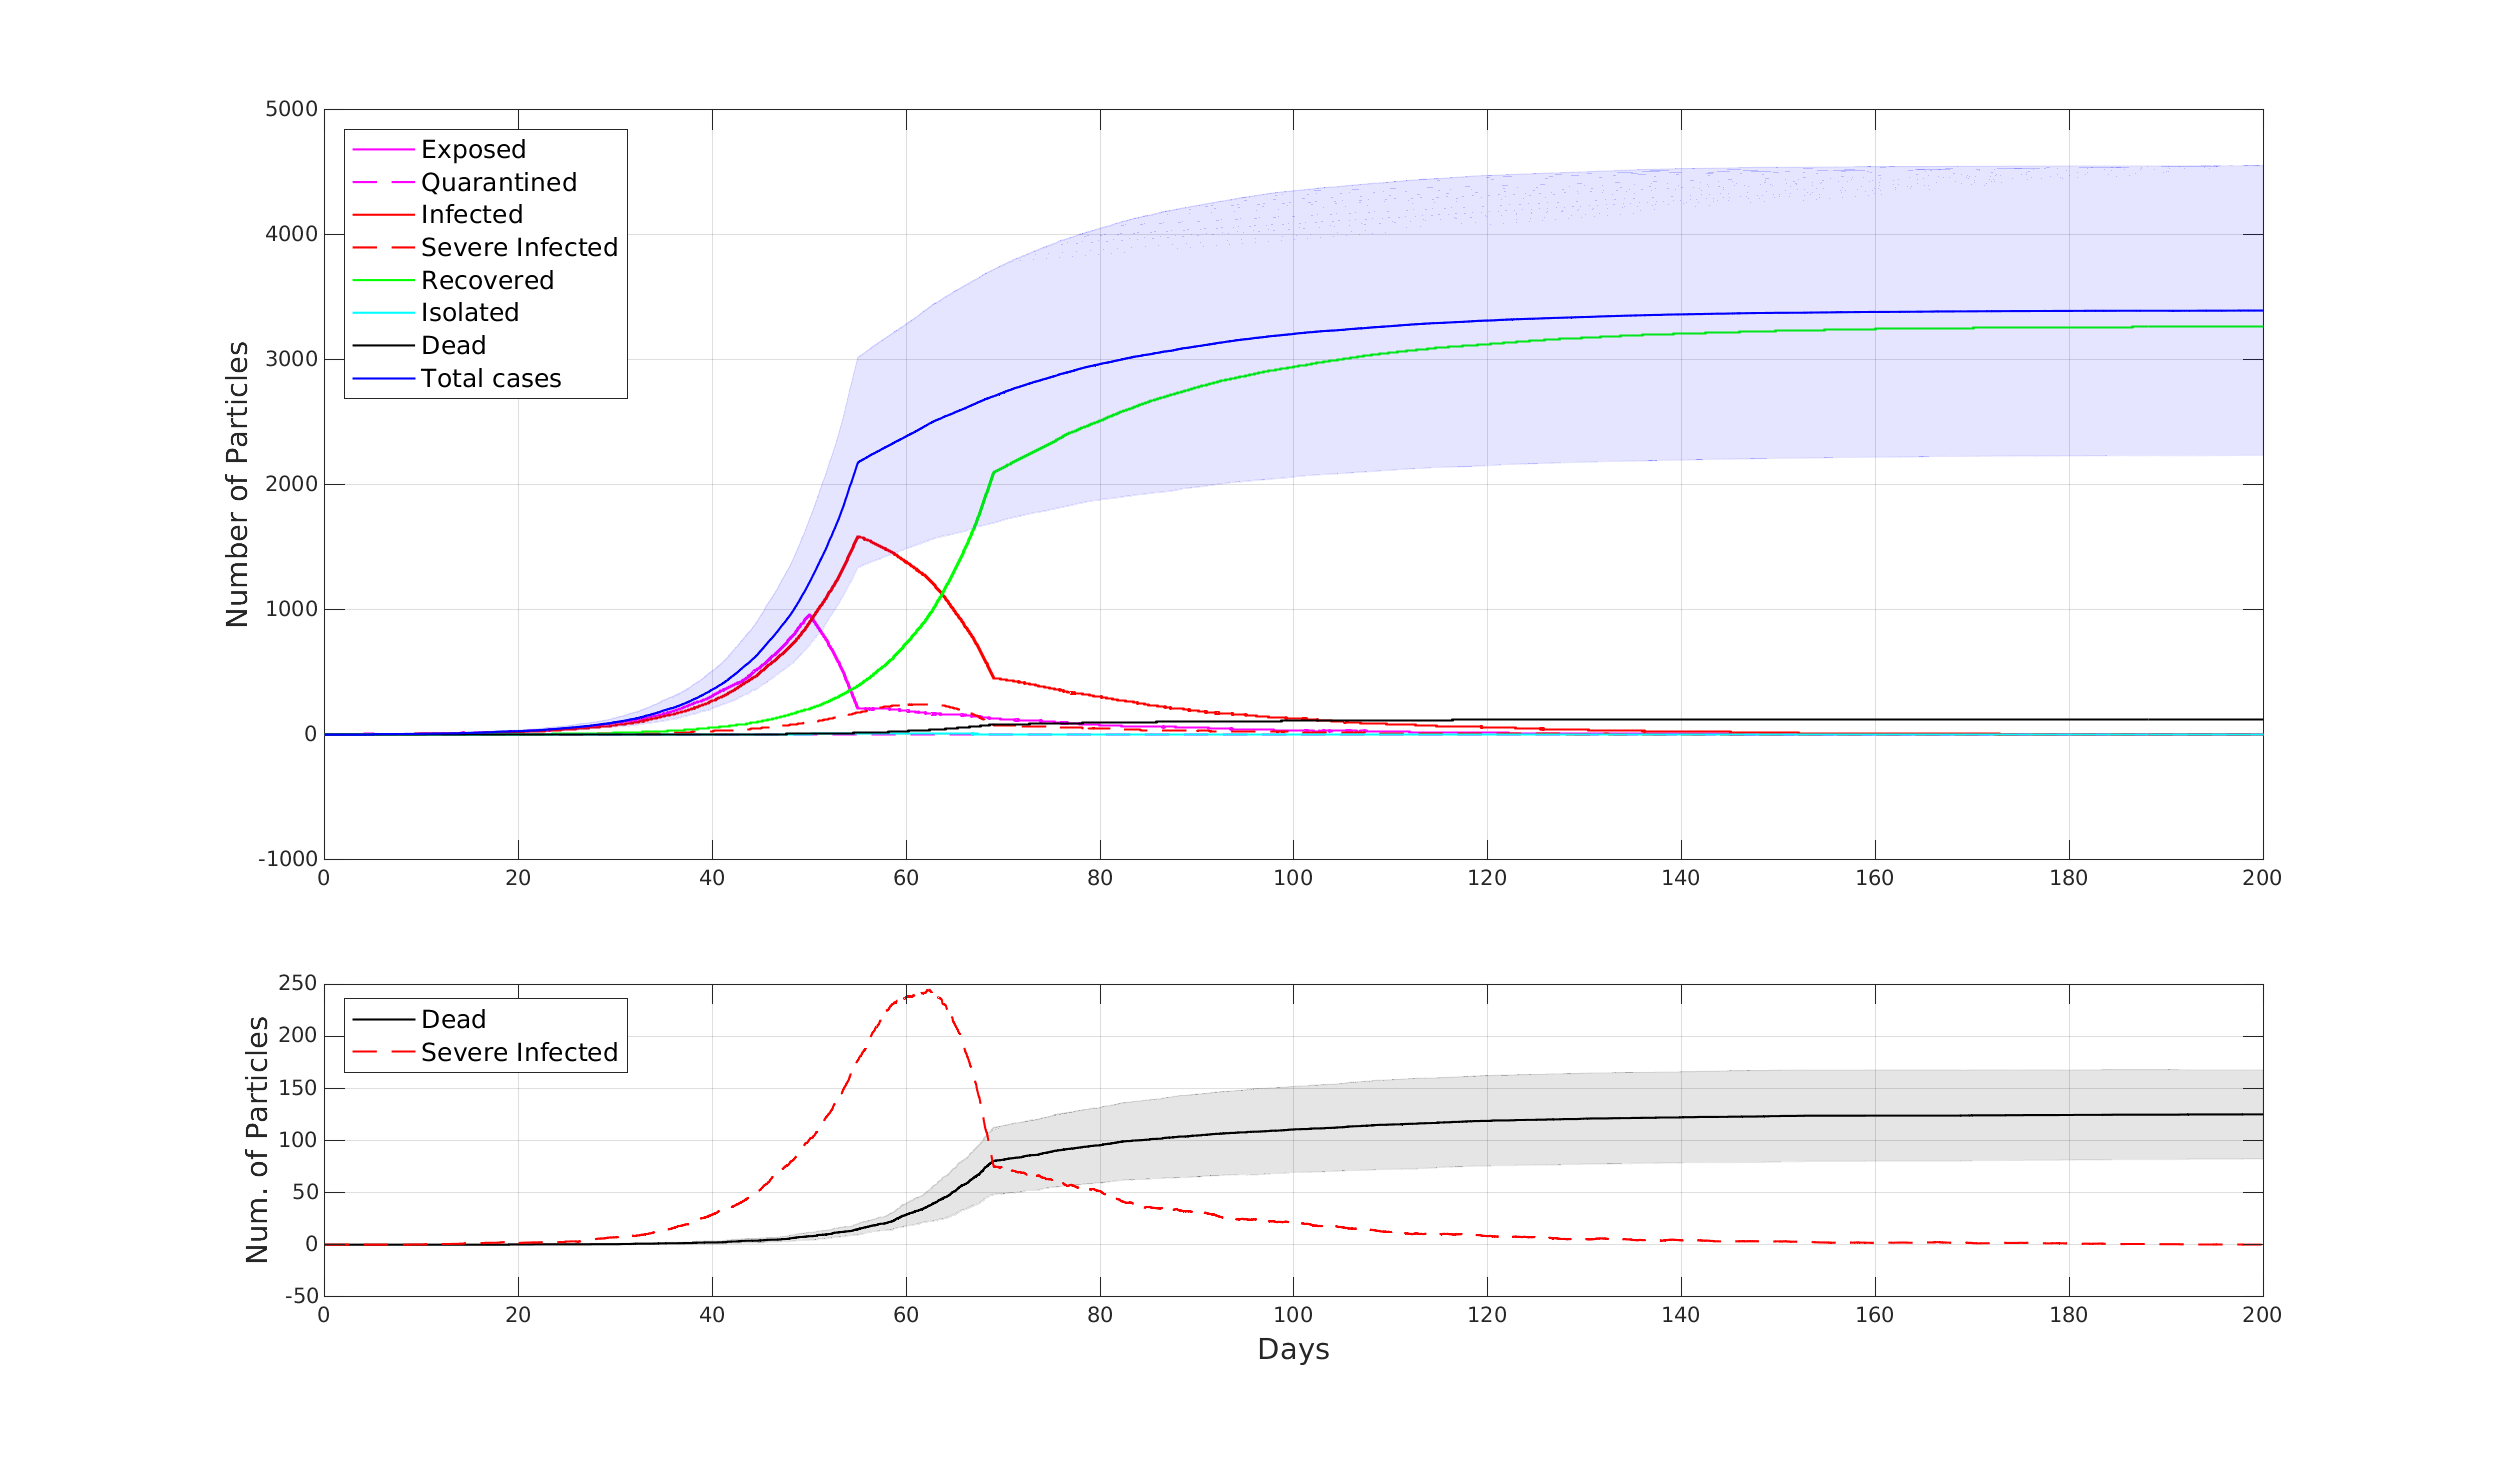 5000
4000
3000
2000
1000
0
-1000
Number of Particles
Exposed
Quarantined
Infected
Severe Infected
Recovered
Isolated
Dead
Total cases
0 20 40 60 80 100 120 140 160 180 200
250
200
150
100
50
0
-50
Num. of Particles
Dead
Severe Infected
0 20 40 60 80 100 120 140 160 180 200
Days